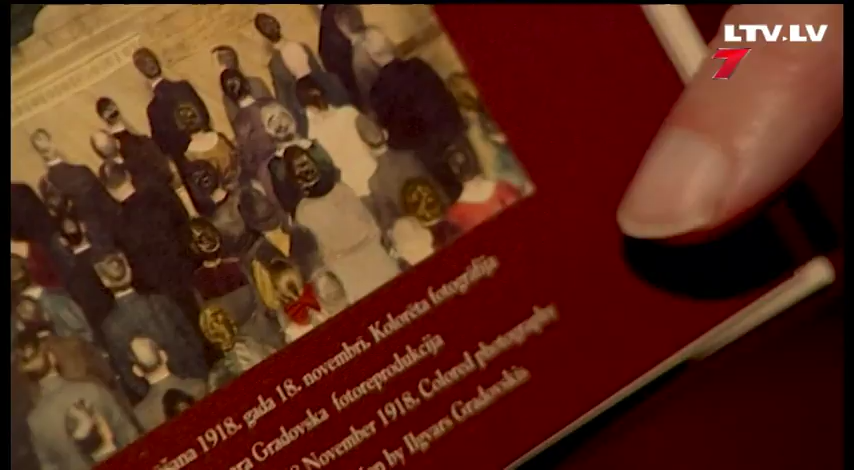 LTV.LV
7
1918. gada 18. novembrī. Kolorēta fotogrāfija
Gradovska fotoreprodukcija
November 1918. Colored photography
by Ilgvars Gradovskis